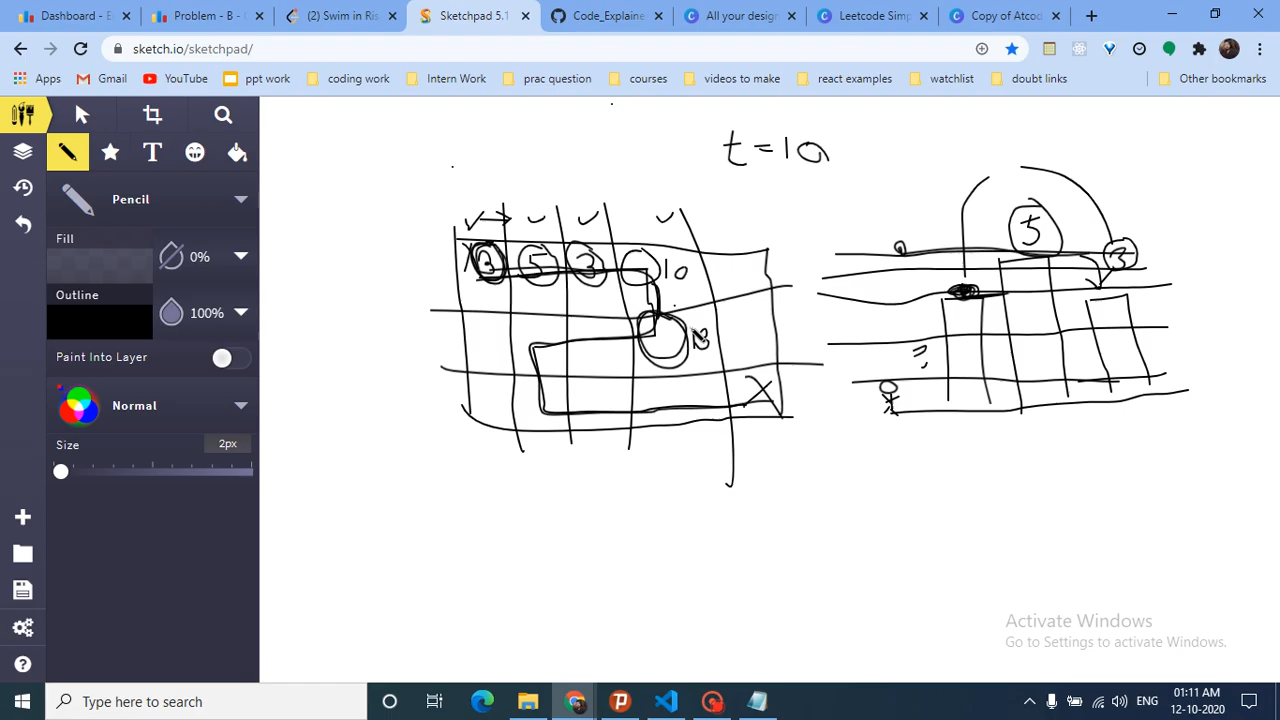 Dashboard - E
Problem - B - C
(2) Swim in Ris
Sketchpad 5.1
Code_Explaine
All your design
Leetcode Simp
Copy of Atcod
sketch.io/sketchpad/
Apps
Gmail
YouTube
ppt work
coding work
Intern Work
prac question
courses
videos to make
react examples
watchlist
doubt links
Other bookmarks
Pencil
Fill
0%
Outline
100%
Paint Into Layer
Normal
Size
2px
t=10
3 5 3 10
5
3
X
Activate Windows
Go to Settings to activate Windows.
Type here to search
ENG
01:11 AM
12-10-2020